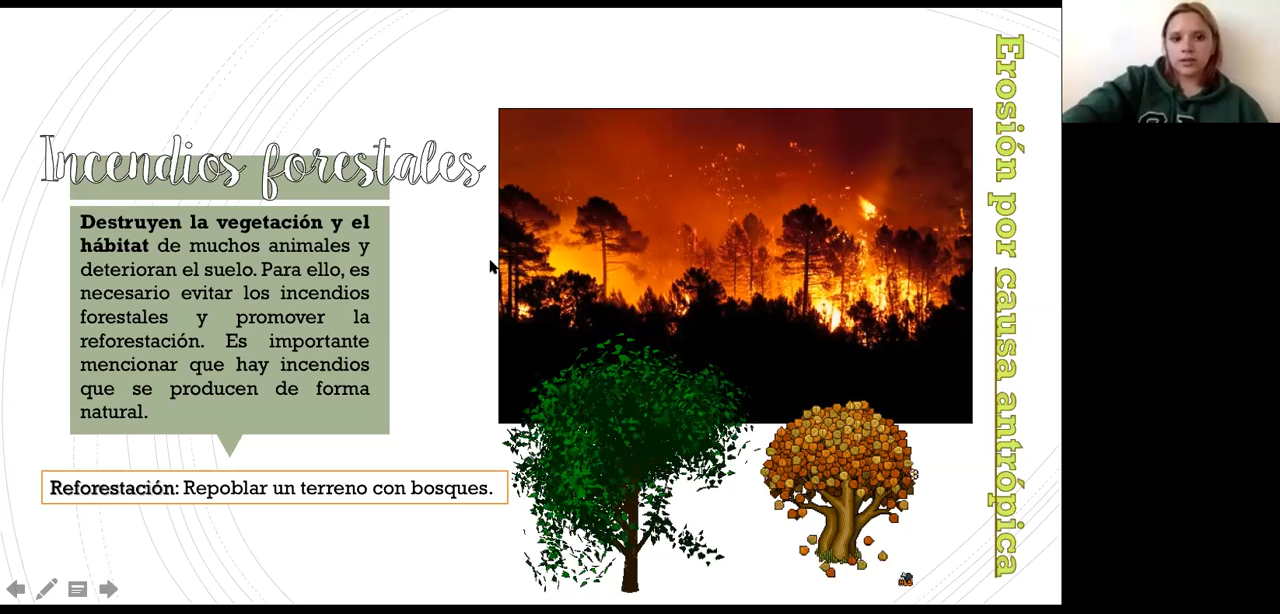 Incendios forestales
Destruyen la vegetación y el
hábitat de muchos animales y
deterioran el suelo. Para ello, es
necesario evitar los incendios
forestales y promover la
reforestación. Es importante
mencionar que hay incendios
que se producen de forma
natural.
Reforestación: Repoblar un terreno con bosques.
Erosión por causa antrópica